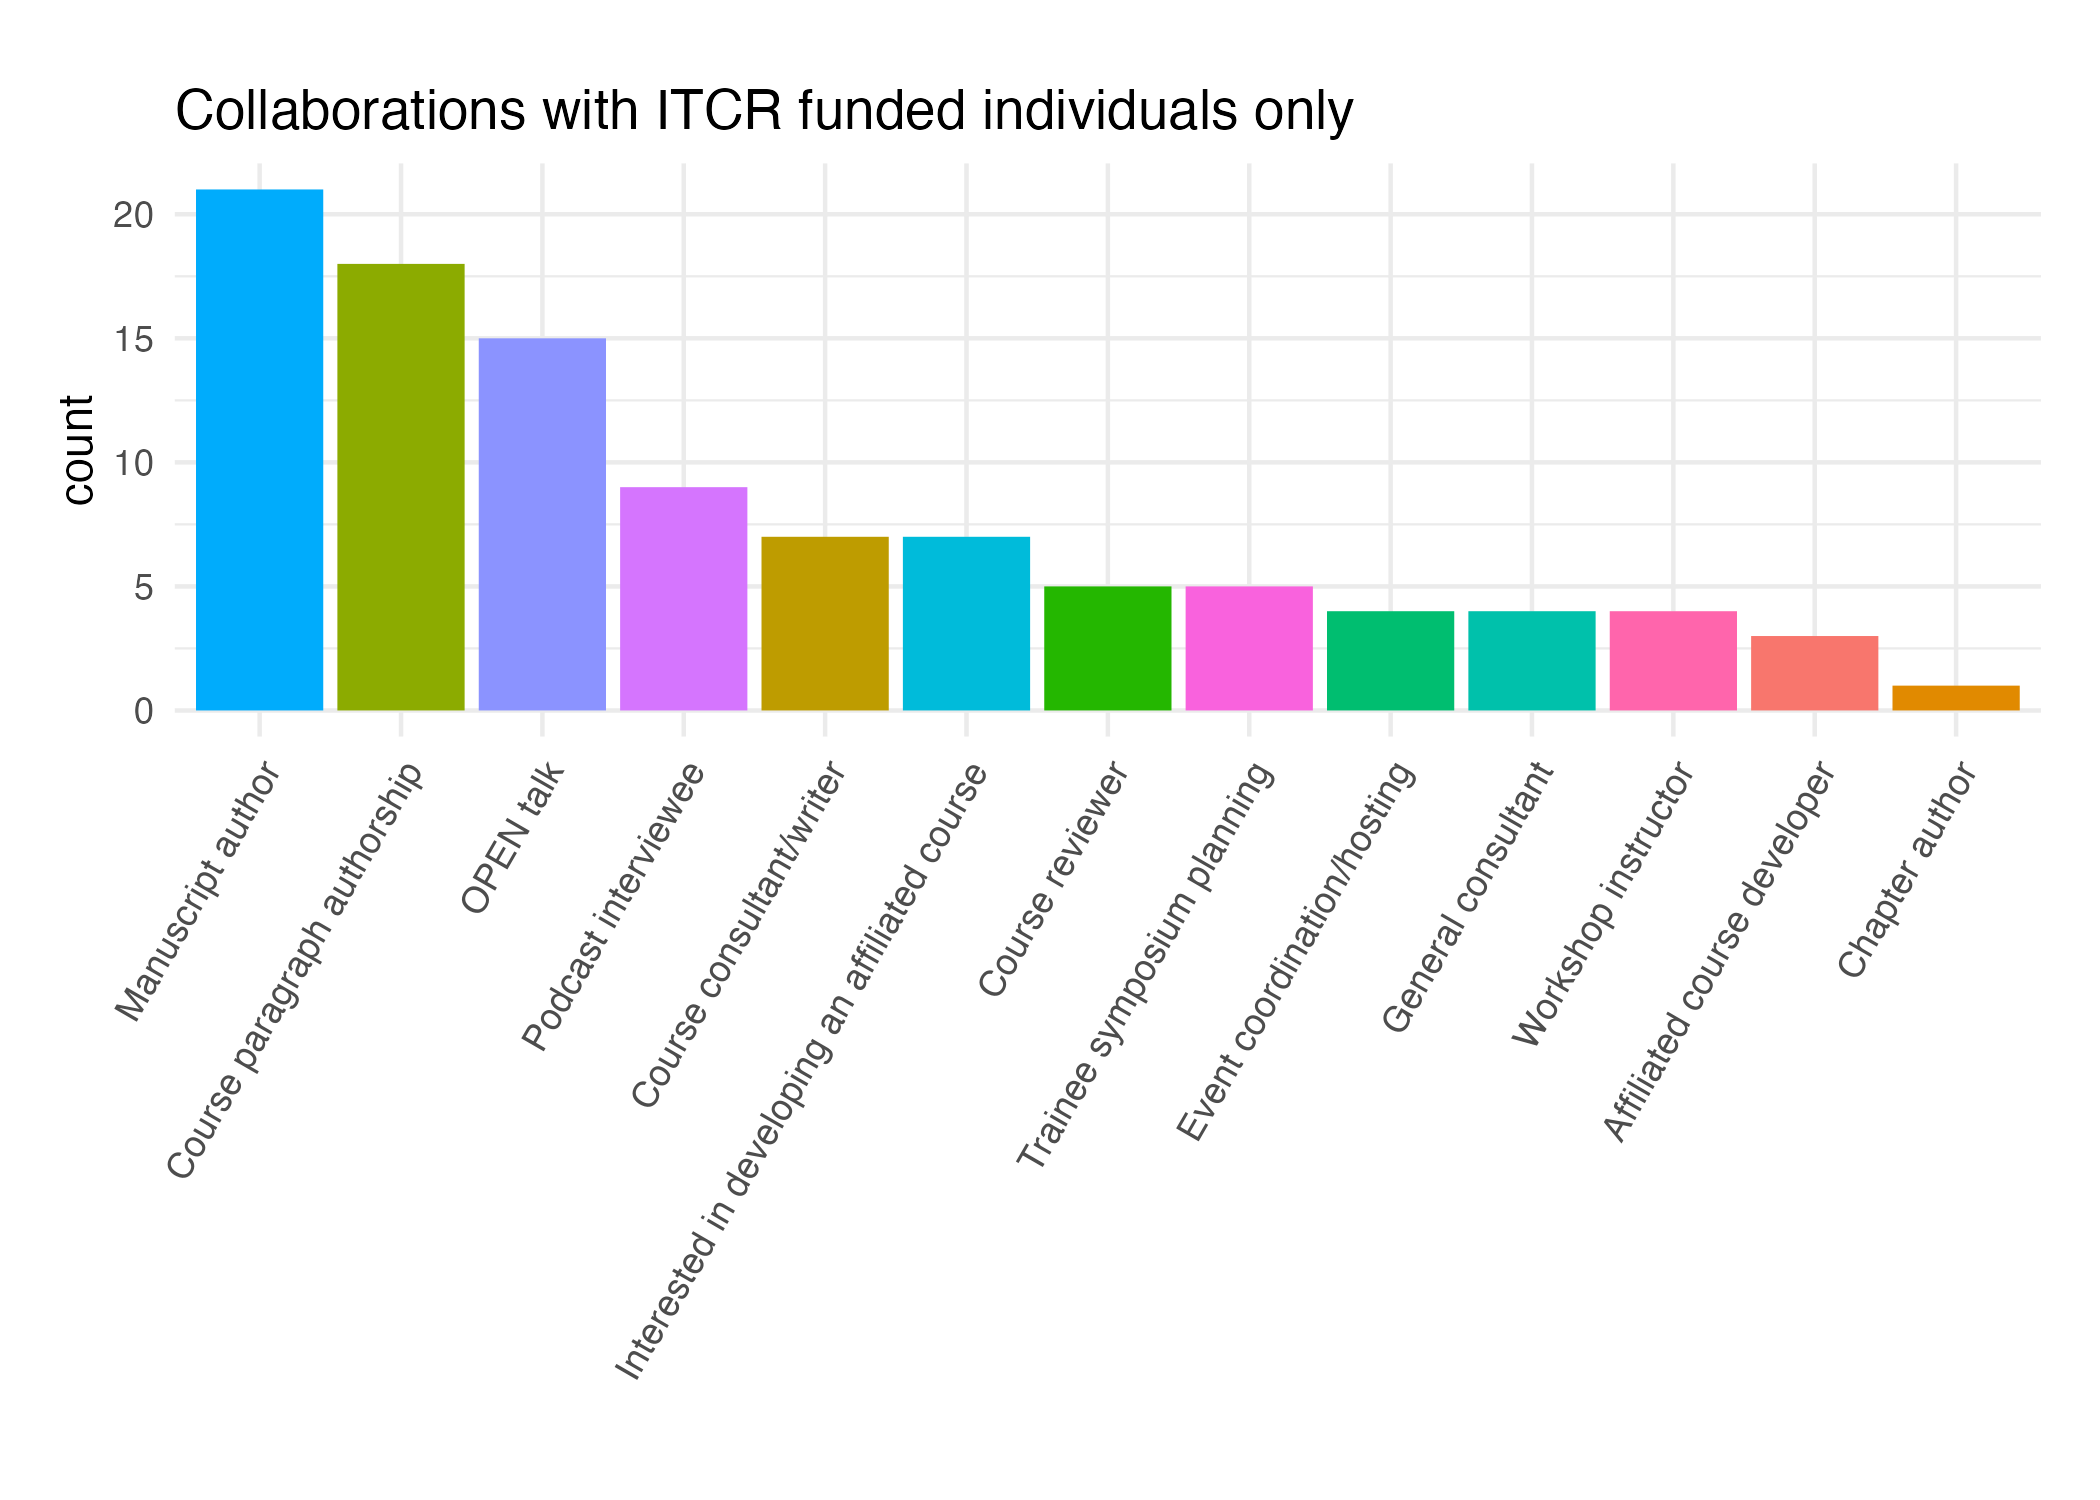 Collaborations with ITCR funded individuals only
count
20
15
10
5
0
Manuscript author
Course paragraph authorship
OPEN talk
Podcast interviewee
Course consultant/writer
Interested in developing an affiliated course
Course reviewer
Trainee symposium planning
Event coordination/hosting
General consultant
Workshop instructor
Affiliated course developer
Chapter author